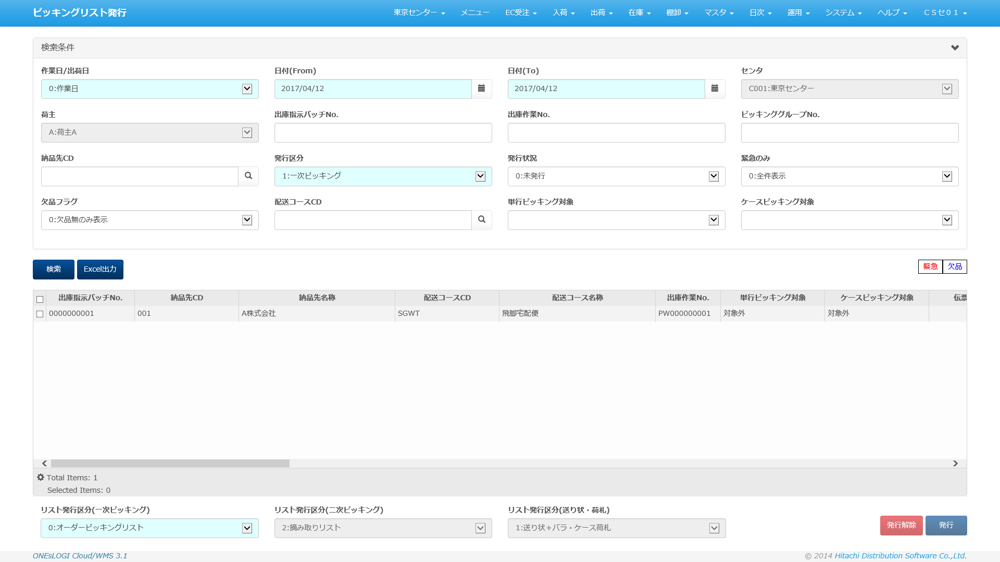 ピッキングリスト発行 東京センター メニュー EC受注 入荷 出荷 在庫 棚卸 マスタ 日次 運用 システム ヘルプ ＣＳセ０１
検索条件
作業日/出荷日 日付(From) 日付(To) センタ
0:作業日 2017/04/12 2017/04/12 C001:東京センター
荷主 出庫指示バッチNo. 出庫作業No. ピッキンググループNo.
A:荷主A
納品先CD 発行区分 発行状況 緊急のみ
1:一次ピッキング 0:未発行 0:全件表示
欠品フラグ 配送コースCD 単行ピッキング対象 ケースピッキング対象
0:欠品無のみ表示
検索 Excel出力 緊急 欠品
出庫指示バッチNo. 納品先CD 納品先名称 配送コースCD 配送コース名称 出庫作業No. 単行ピッキング対象 ケースピッキング対象 伝票
0000000001 001 A株式会社 SGWT 飛脚宅配便 PW000000001 対象外 対象外
Total Items: 1
Selected Items: 0
リスト発行区分(一次ピッキング) リスト発行区分(二次ピッキング) リスト発行区分(送り状・荷札)
0:オーダーピッキングリスト 2:摘み取りリスト 1:送り状＋バラ・ケース荷札 発行解除 発行
ONEsLOGI Cloud/WMS 3.1 © 2014 Hitachi Distribution Software Co.,Ltd.